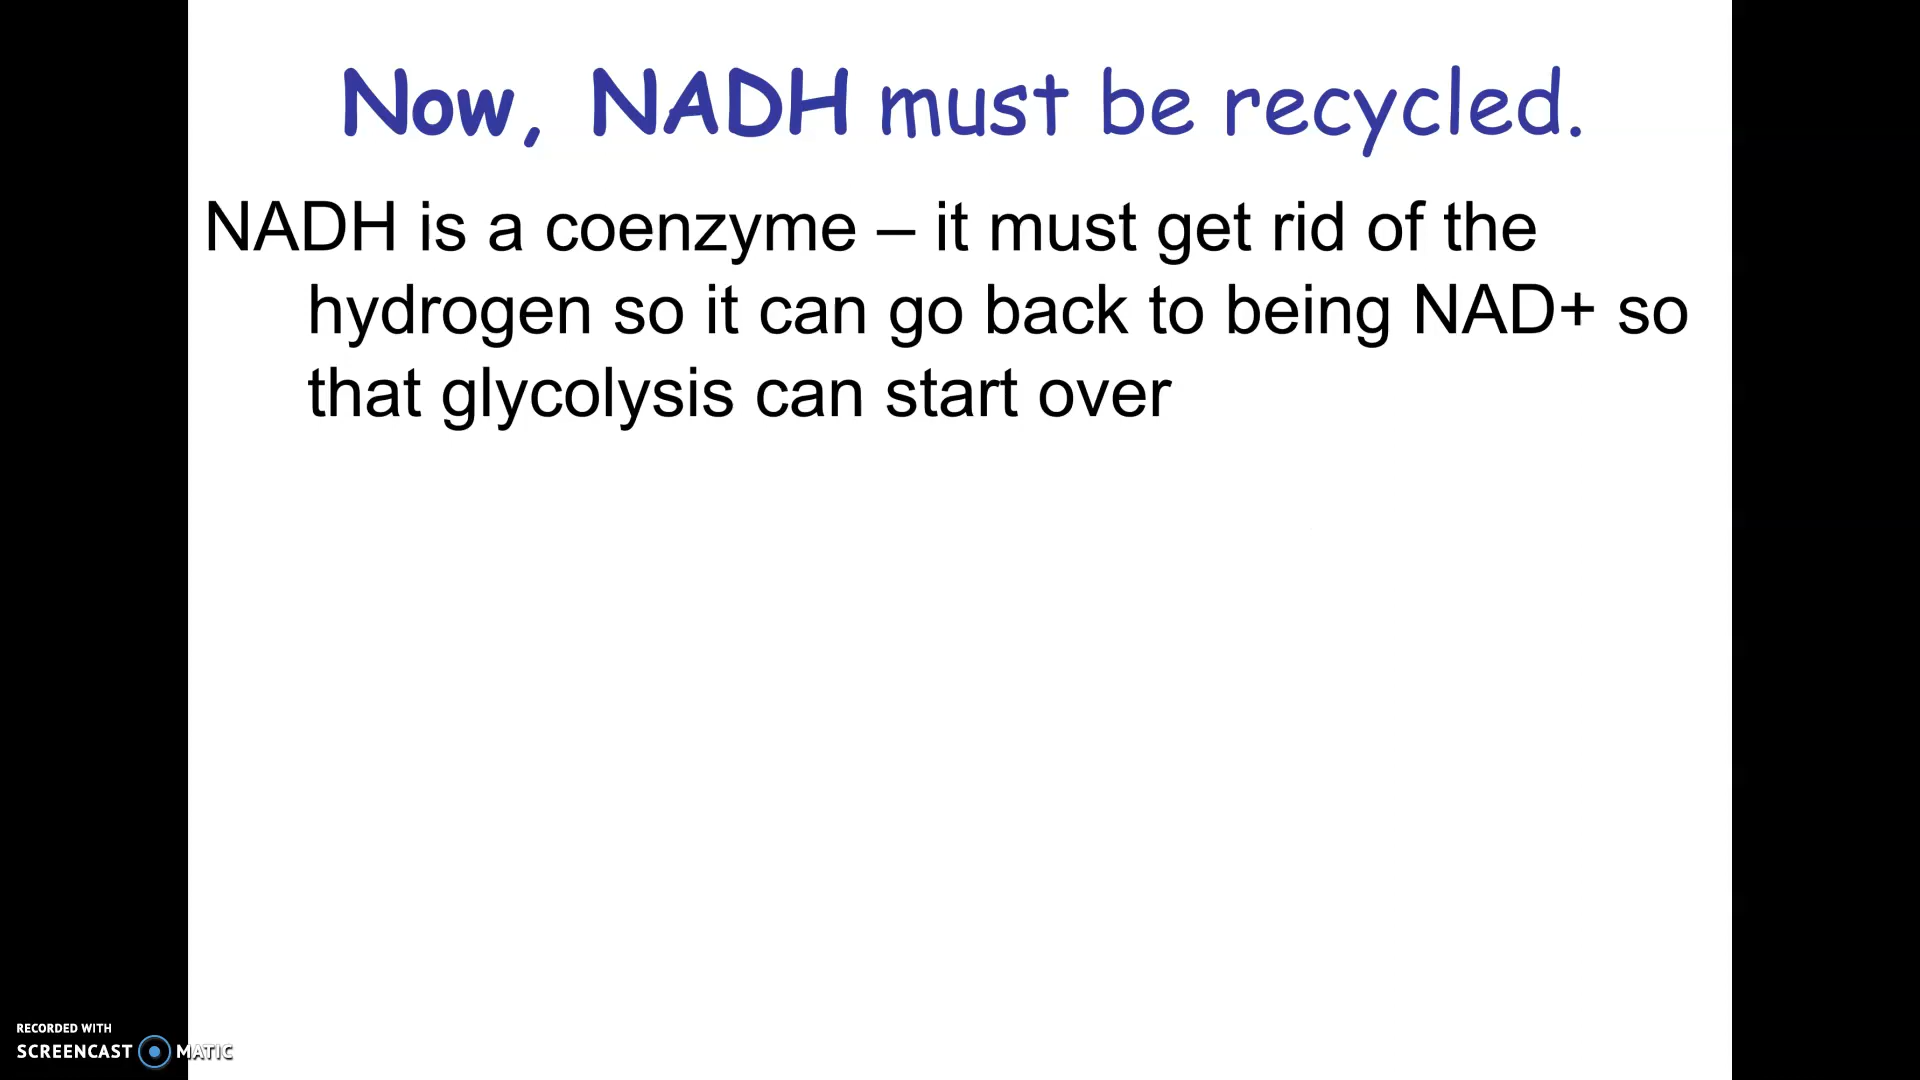 Now, NADH must be recycled.
NADH is a coenzyme – it must get rid of the
hydrogen so it can go back to being NAD+ so
that glycolysis can start over
RECORDED WITH
SCREENCAST MATIC